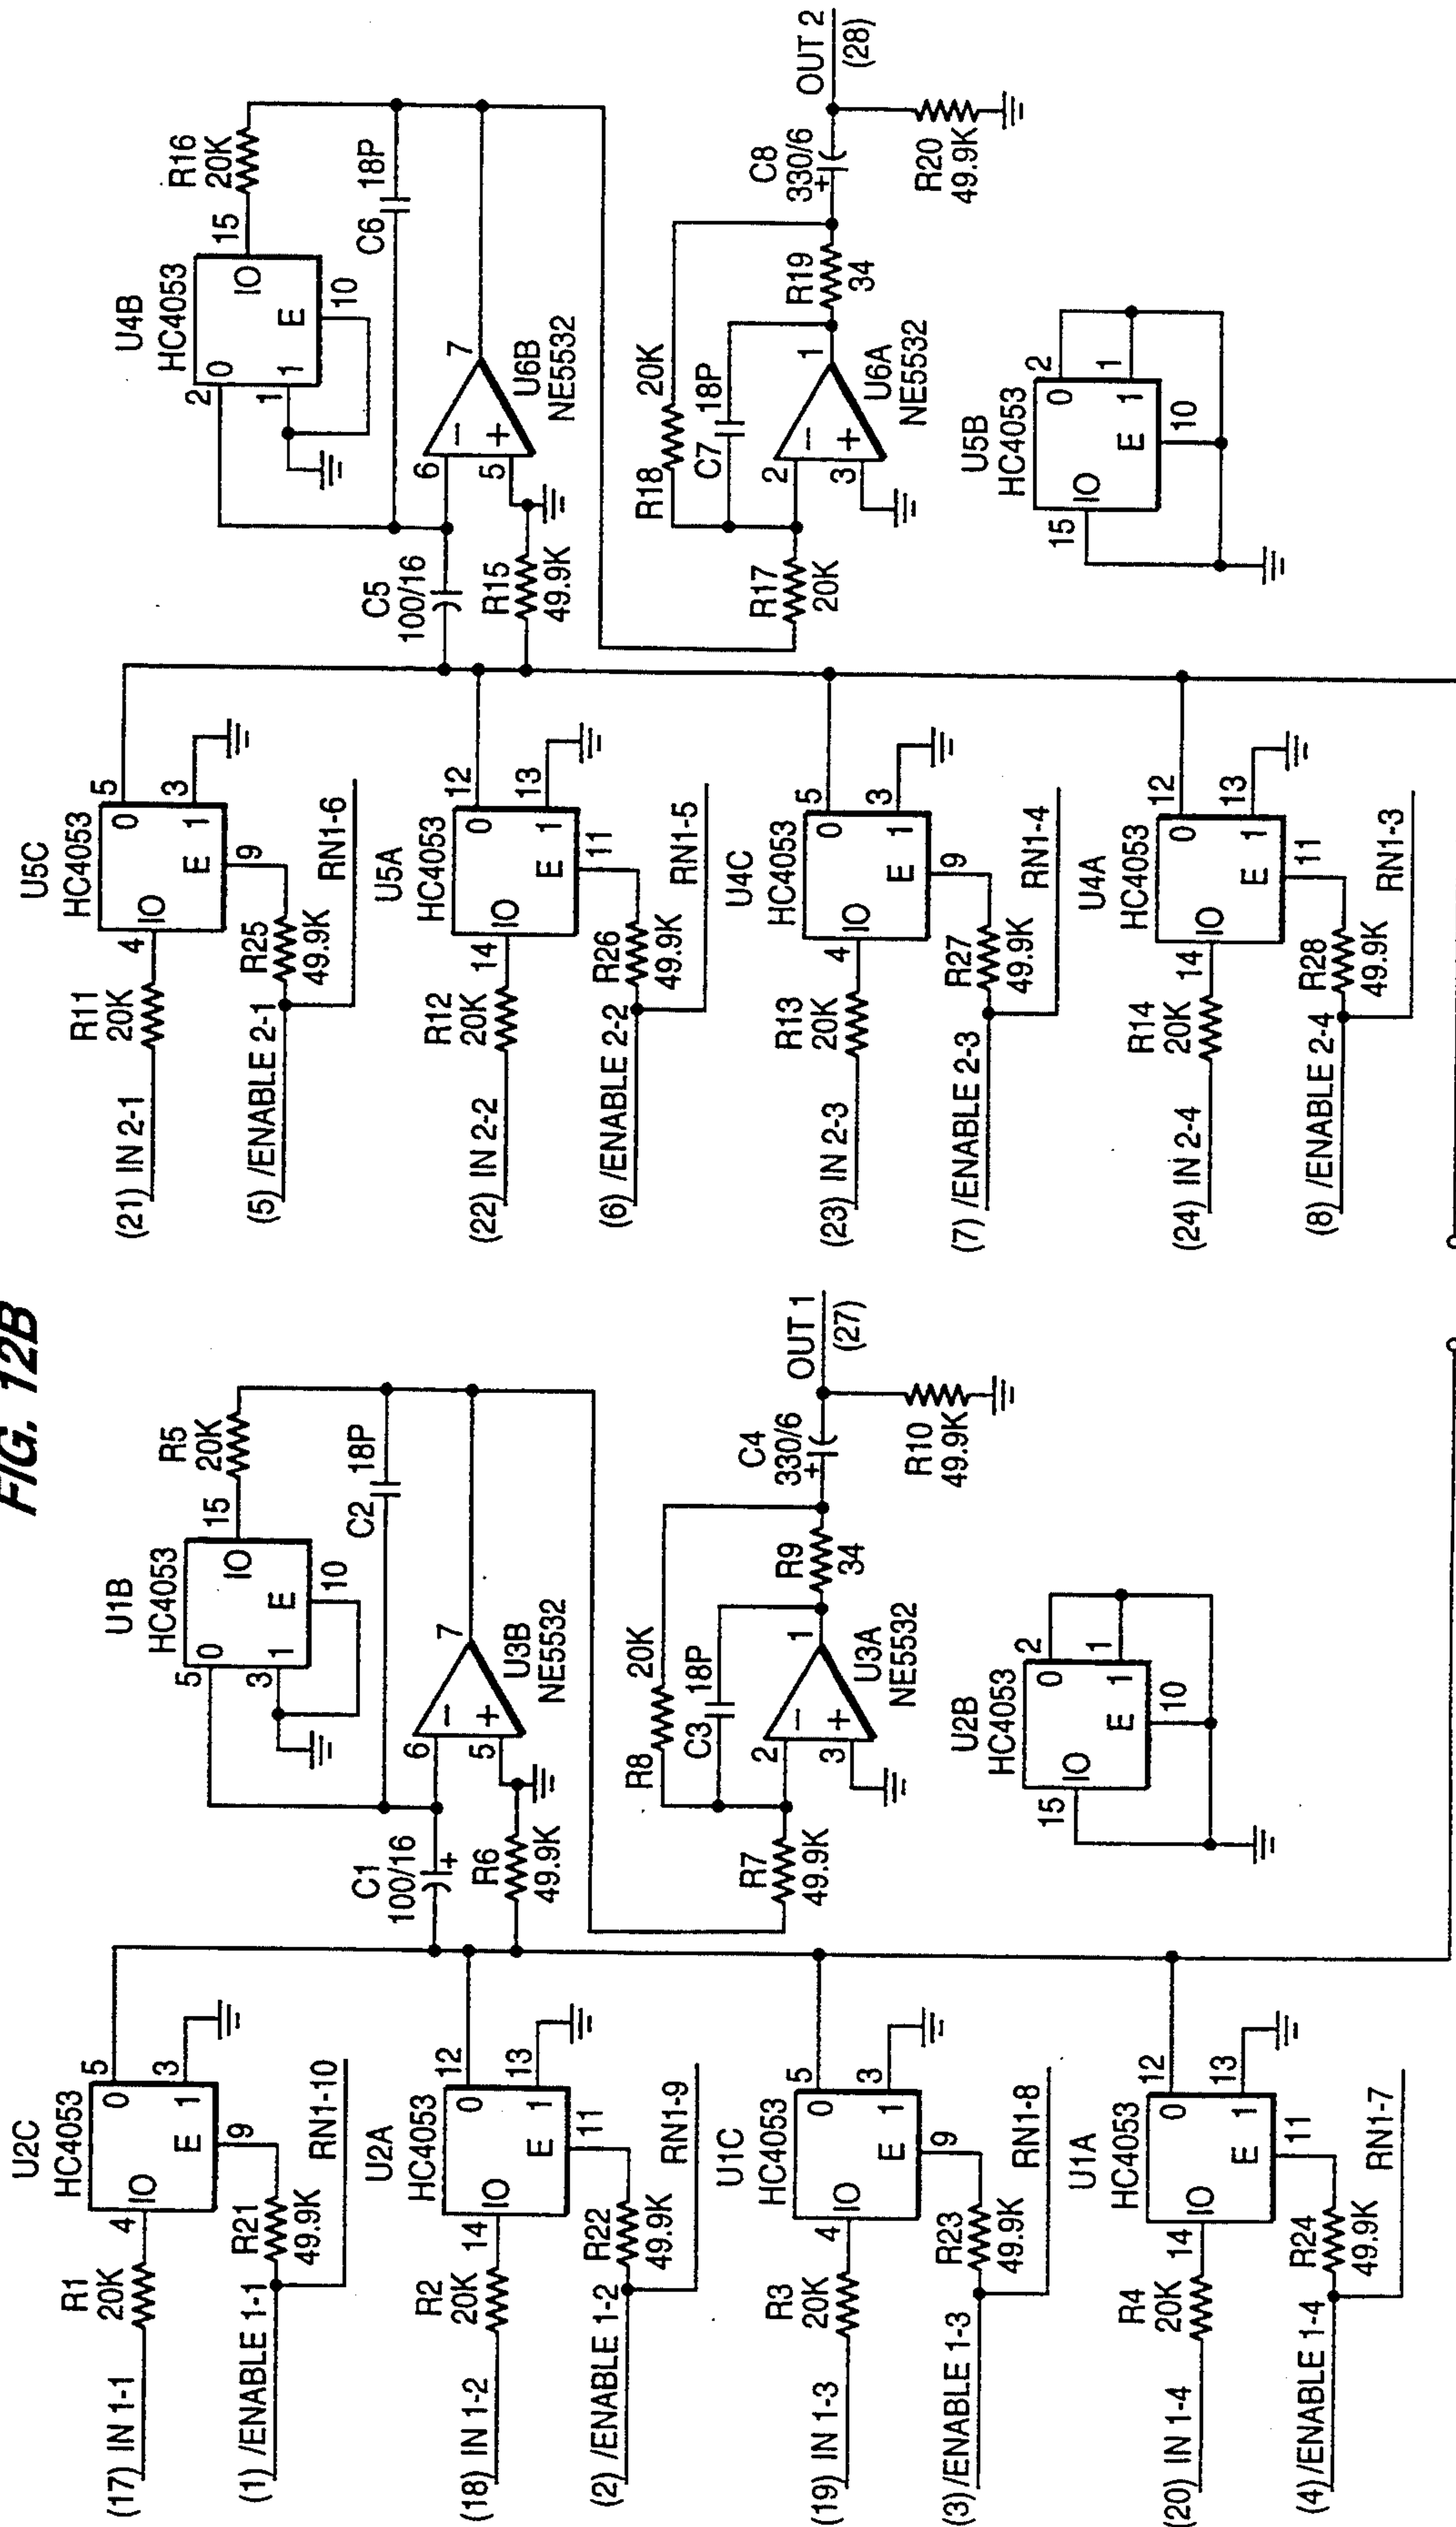 FIG. 12B
U2C
HC4053
(17) IN 1-1
R1
20K
4
IO
0
5
1
3
E
9
(1) /ENABLE 1-1
R21
49.9K
RN1-10
U2A
HC4053
(18) IN 1-2
R2
20K
14
IO
0
12
1
13
E
11
(2) /ENABLE 1-2
R22
49.9K
RN1-9
U1C
HC4053
(19) IN 1-3
R3
20K
4
IO
0
5
1
3
E
9
(3) /ENABLE 1-3
R23
49.9K
RN1-8
U1A
HC4053
(20) IN 1-4
R4
20K
14
IO
0
12
1
13
E
11
(4) /ENABLE 1-4
R24
49.9K
RN1-7
U1B
HC4053
5
0
3
1
IO
15
E
10
R5
20K
C2
18P
C1
100/16
+
R6
49.9K
6
−
5
+
7
U3B
NE5532
R7
49.9K
R8
20K
C3
18P
2
−
3
+
1
U3A
NE5532
R9
34
C4
330/6
+
OUT 1
(27)
R10
49.9K
U2B
HC4053
15
IO
0
2
1
1
E
10
U5C
HC4053
(21) IN 2-1
R11
20K
4
IO
0
5
1
3
E
9
(5) /ENABLE 2-1
R25
49.9K
RN1-6
U5A
HC4053
(22) IN 2-2
R12
20K
14
IO
0
12
1
13
E
11
(6) /ENABLE 2-2
R26
49.9K
RN1-5
U4C
HC4053
(23) IN 2-3
R13
20K
4
IO
0
5
1
3
E
9
(7) /ENABLE 2-3
R27
49.9K
RN1-4
U4A
HC4053
(24) IN 2-4
R14
20K
14
IO
0
12
1
13
E
11
(8) /ENABLE 2-4
R28
49.9K
RN1-3
U4B
HC4053
2
0
1
1
IO
15
E
10
R16
20K
C6
18P
C5
100/16
R15
49.9K
6
−
5
+
7
U6B
NE5532
R17
20K
R18
20K
C7
18P
2
−
3
+
1
U6A
NE5532
R19
34
C8
330/6
+
OUT 2
(28)
R20
49.9K
U5B
HC4053
15
IO
0
2
1
1
E
10